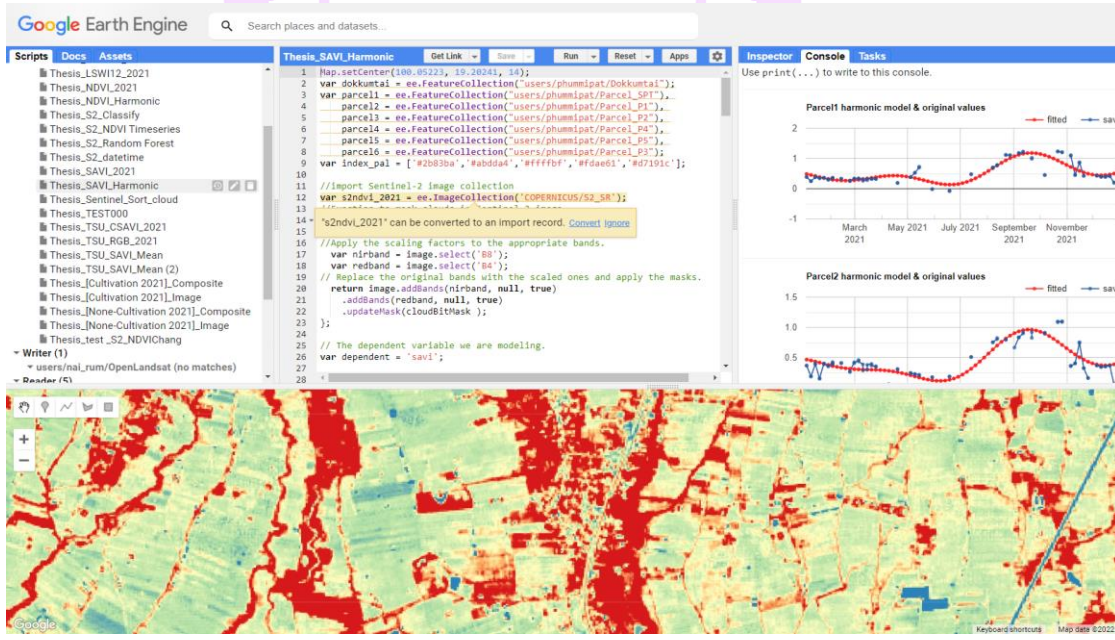 Google Earth Engine
Search places and datasets...
Scripts Docs Assets
Thesis_LSWI12_2021
Thesis_NDVI_2021
Thesis_NDVI_Harmonic
Thesis_S2_Classify
Thesis_S2_NDVI Timeseries
Thesis_S2_Random Forest
Thesis_S2_datetime
Thesis_SAVI_2021
Thesis_SAVI_Harmonic
Thesis_Sentinel_Sort_cloud
Thesis_TEST000
Thesis_TSU_CSAVI_2021
Thesis_TSU_RGB_2021
Thesis_TSU_SAVI_Mean
Thesis_TSU_SAVI_Mean (2)
Thesis_[Cultivation 2021]_Composite
Thesis_[Cultivation 2021]_Image
Thesis_[None-Cultivation 2021]_Composite
Thesis_[None-Cultivation 2021]_Image
Thesis_test _S2_NDVIChang
Writer (1)
users/nai_rum/OpenLandsat (no matches)
Reader (5)
Thesis_SAVI_Harmonic Get Link Save Run Reset Apps
1 Map.setCenter(100.05223, 19.20241, 14);
2 var dokkumtai = ee.FeatureCollection("users/phummipat/Dokkumtai");
3 var parcel1 = ee.FeatureCollection("users/phummipat/Parcel_SPT"),
4 parcel2 = ee.FeatureCollection("users/phummipat/Parcel_P1"),
5 parcel3 = ee.FeatureCollection("users/phummipat/Parcel_P2"),
6 parcel4 = ee.FeatureCollection("users/phummipat/Parcel_P4"),
7 parcel5 = ee.FeatureCollection("users/phummipat/Parcel_P5"),
8 parcel6 = ee.FeatureCollection("users/phummipat/Parcel_P3");
9 var index_pal = ['#2b83ba','#abdda4','#ffffbf','#fdae61','#d7191c'];
10
11 //import Sentinel-2 image collection
12 var s2ndvi_2021 = ee.ImageCollection('COPERNICUS/S2_SR');
13
14
"s2ndvi_2021" can be converted to an import record. Convert Ignore
15
16 //Apply the scaling factors to the appropriate bands.
17 var nirband = image.select('B8');
18 var redband = image.select('B4');
19 // Replace the original bands with the scaled ones and apply the masks.
20 return image.addBands(nirband, null, true)
21 .addBands(redband, null, true)
22 .updateMask(cloudBitMask );
23 };
24
25 // The dependent variable we are modeling.
26 var dependent = 'savi';
27
28
Inspector Console Tasks
Use print(...) to write to this console.
Parcel1 harmonic model & original values
fitted sav
2
1
0
-1
March 2021 May 2021 July 2021 September 2021 November 2021
Parcel2 harmonic model & original values
fitted sav
1.5
1.0
0.5
+
−
Google
Keyboard shortcuts Map data ©2022